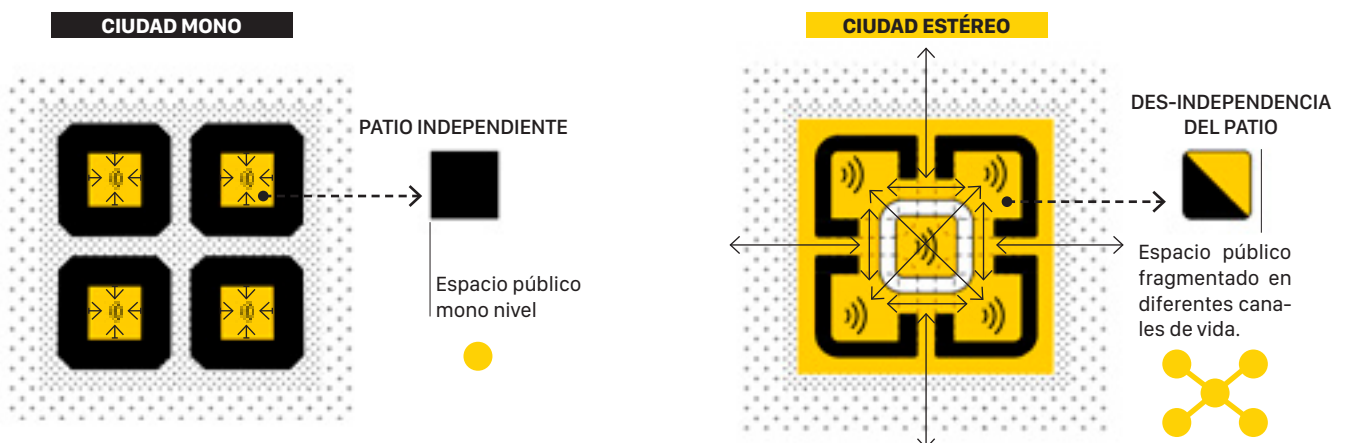 CIUDAD MONO
PATIO INDEPENDIENTE
Espacio público
mono nivel
CIUDAD ESTÉREO
DES-INDEPENDENCIA
DEL PATIO
Espacio público
fragmentado en
diferentes cana-
les de vida.